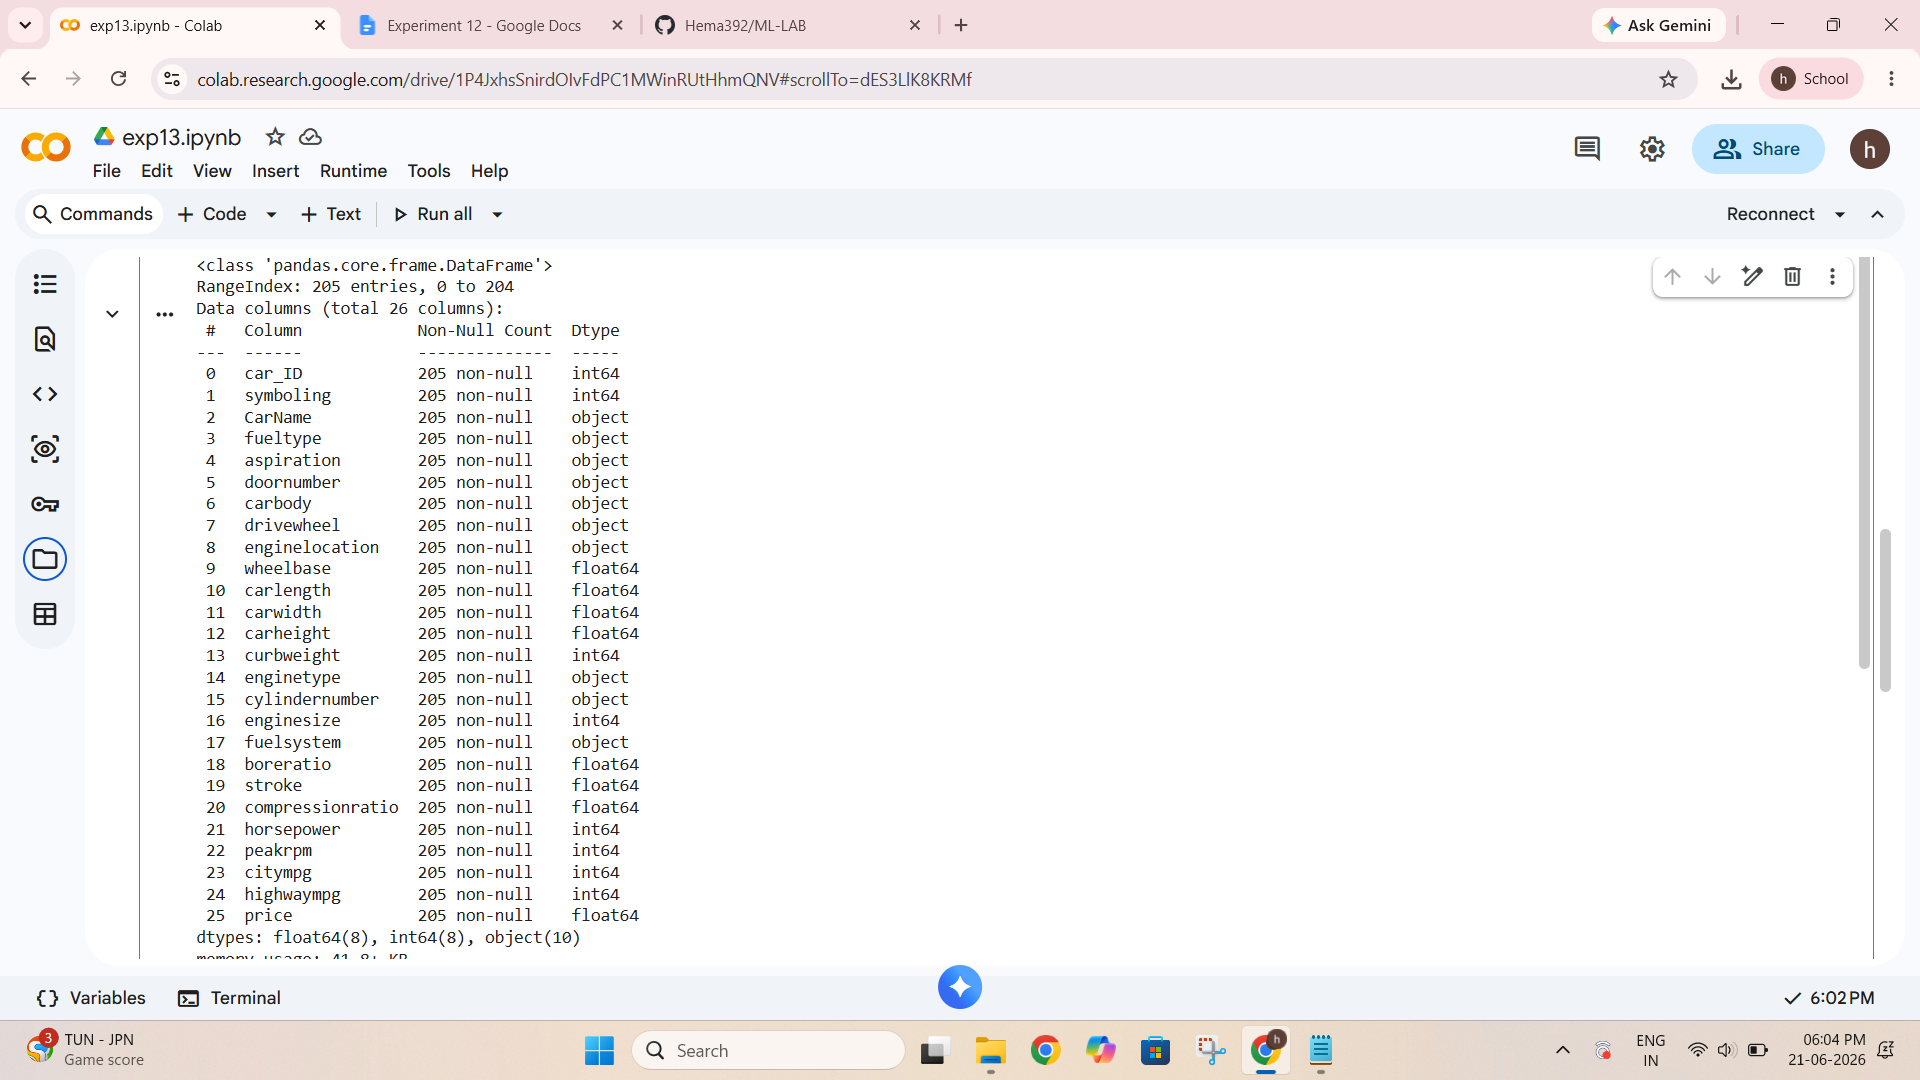 exp13.ipynb - Colab
Experiment 12 - Google Docs
Hema392/ML-LAB
Ask Gemini
colab.research.google.com/drive/1P4JxhsSnirdOIvFdPC1MWinRUtHhmQNV#scrollTo=dES3LlK8KRMf
h School
exp13.ipynb
File Edit View Insert Runtime Tools Help
Share
h
Commands + Code + Text Run all
Reconnect
<class 'pandas.core.frame.DataFrame'>
RangeIndex: 205 entries, 0 to 204
Data columns (total 26 columns):
 #   Column            Non-Null Count  Dtype
---  ------            --------------  -----
 0   car_ID            205 non-null    int64
 1   symboling         205 non-null    int64
 2   CarName           205 non-null    object
 3   fueltype          205 non-null    object
 4   aspiration        205 non-null    object
 5   doornumber        205 non-null    object
 6   carbody           205 non-null    object
 7   drivewheel        205 non-null    object
 8   enginelocation    205 non-null    object
 9   wheelbase         205 non-null    float64
 10  carlength         205 non-null    float64
 11  carwidth          205 non-null    float64
 12  carheight         205 non-null    float64
 13  curbweight        205 non-null    int64
 14  enginetype        205 non-null    object
 15  cylindernumber    205 non-null    object
 16  enginesize        205 non-null    int64
 17  fuelsystem        205 non-null    object
 18  boreratio         205 non-null    float64
 19  stroke            205 non-null    float64
 20  compressionratio  205 non-null    float64
 21  horsepower        205 non-null    int64
 22  peakrpm           205 non-null    int64
 23  citympg           205 non-null    int64
 24  highwaympg        205 non-null    int64
 25  price             205 non-null    float64
dtypes: float64(8), int64(8), object(10)
memory usage: 41.8+ KB
{} Variables Terminal
6:02 PM
3
TUN - JPN
Game score
Search
h
ENG
IN
06:04 PM
21-06-2026